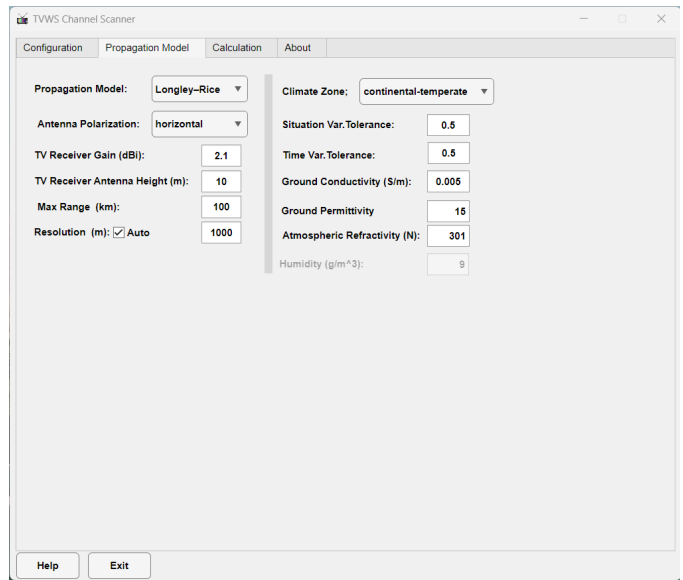 TVWS Channel Scanner
Configuration Propagation Model Calculation About
Propagation Model: Longley–Rice
Antenna Polarization: horizontal
TV Receiver Gain (dBi): 2.1
TV Receiver Antenna Height (m): 10
Max Range (km): 100
Resolution (m): Auto 1000
Climate Zone; continental-temperate
Situation Var.Tolerance: 0.5
Time Var.Tolerance: 0.5
Ground Conductivity (S/m): 0.005
Ground Permittivity 15
Atmospheric Refractivity (N): 301
Humidity (g/m^3): 9
Help Exit